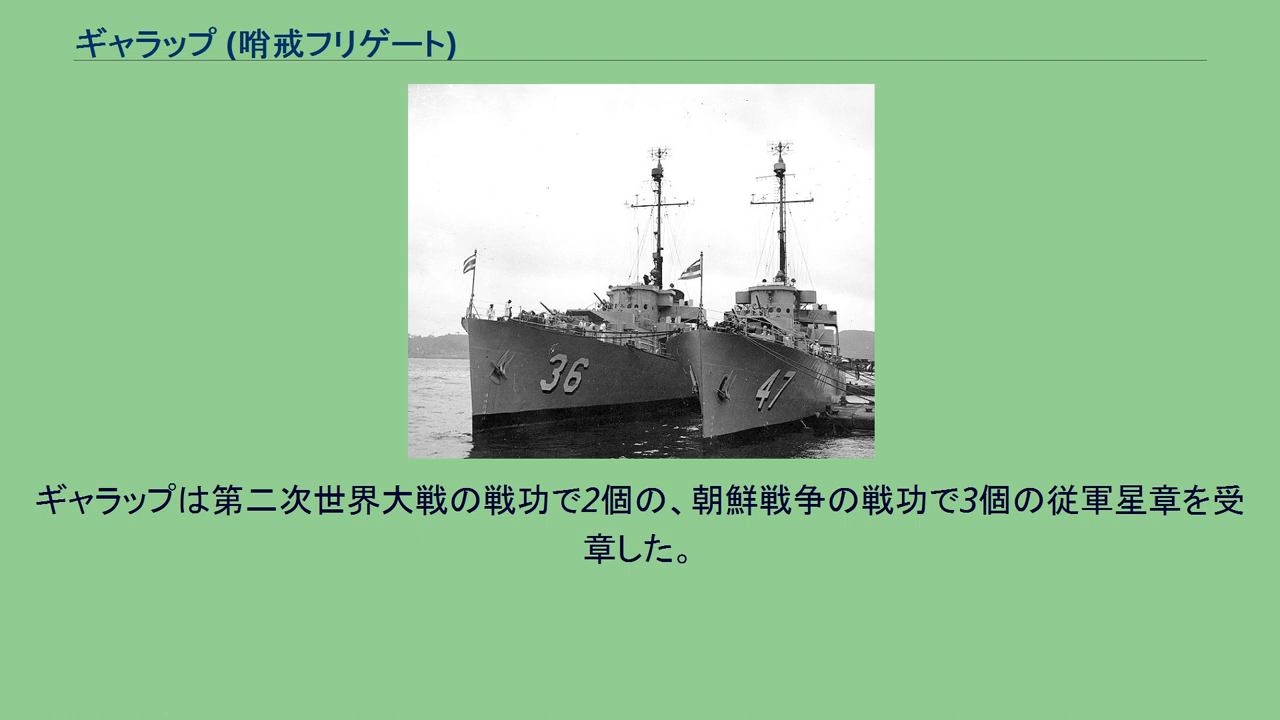 ギャラップ (哨戒フリゲート)
36
47
ギャラップは第二次世界大戦の戦功で2個の、朝鮮戦争の戦功で3個の従軍星章を受
章した。